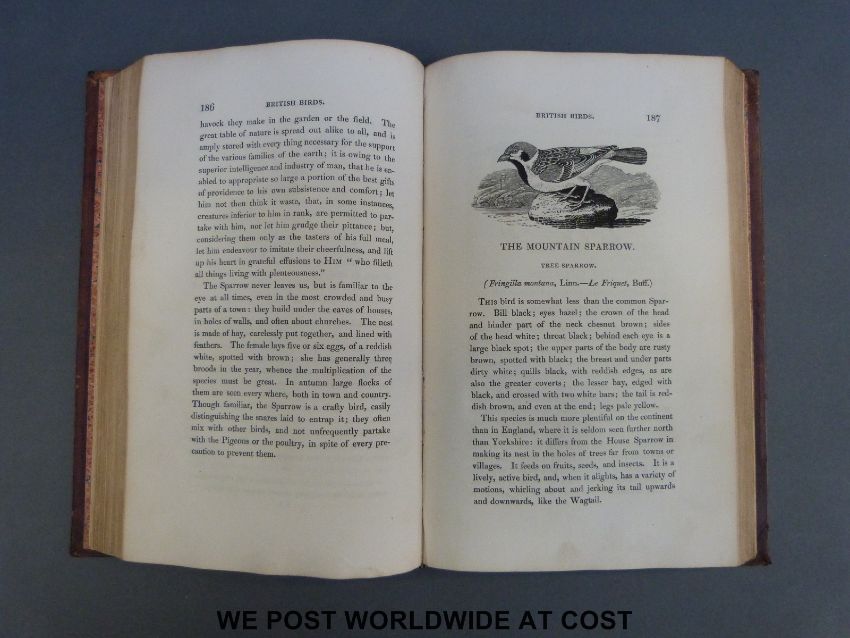 186 BRITISH BIRDS.
havock they make in the garden or the field. The
great table of nature is spread out alike to all, and is
amply stored with every thing necessary for the support
of the various families of the earth; it is owing to the
superior intelligence and industry of man, that he is en-
abled to appropriate so large a portion of the best gifts
of providence to his own subsistence and comfort; let
him not then think it waste, that, in some instances,
creatures inferior to him in rank, are permitted to par-
take with him, nor let him grudge their pittance; but,
considering them only as the tasters of his full meal,
let him endeavour to imitate their cheerfulness, and lift
up his heart in grateful effusions to HIM "who filleth
all things living with plenteousness."
The Sparrow never leaves us, but is familiar to the
eye at all times, even in the most crowded and busy
parts of a town: they build under the eaves of houses,
in holes of walls, and often about churches. The nest
is made of hay, carelessly put together, and lined with
feathers. The female lays five or six eggs, of a reddish
white, spotted with brown; she has generally three
broods in the year, whence the multiplication of the
species must be great. In autumn large flocks of
them are seen every where, both in town and country.
Though familiar, the Sparrow is a crafty bird, easily
distinguishing the snares laid to entrap it; they often
mix with other birds, and not unfrequently partake
with the Pigeons or the poultry, in spite of every pre-
caution to prevent them.
BRITISH BIRDS. 187
THE MOUNTAIN SPARROW.
TREE SPARROW.
(Fringilla montana, Linn.—Le Friquet, Buff.)
THIS bird is somewhat less than the common Spar-
row. Bill black; eyes hazel; the crown of the head
and hinder part of the neck chesnut brown; sides
of the head white; throat black; behind each eye is a
large black spot; the upper parts of the body are rusty
brown, spotted with black; the breast and under parts
dirty white; quills black, with reddish edges, as are
also the greater coverts; the lesser bay, edged with
black, and crossed with two white bars; the tail is red-
dish brown, and even at the end; legs pale yellow.
This species is much more plentiful on the continent
than in England, where it is seldom seen further north
than Yorkshire: it differs from the House Sparrow in
making its nest in the holes of trees far from towns or
villages. It feeds on fruits, seeds, and insects. It is a
lively, active bird, and, when it alights, has a variety of
motions, whirling about and jerking its tail upwards
and downwards, like the Wagtail.
WE POST WORLDWIDE AT COST